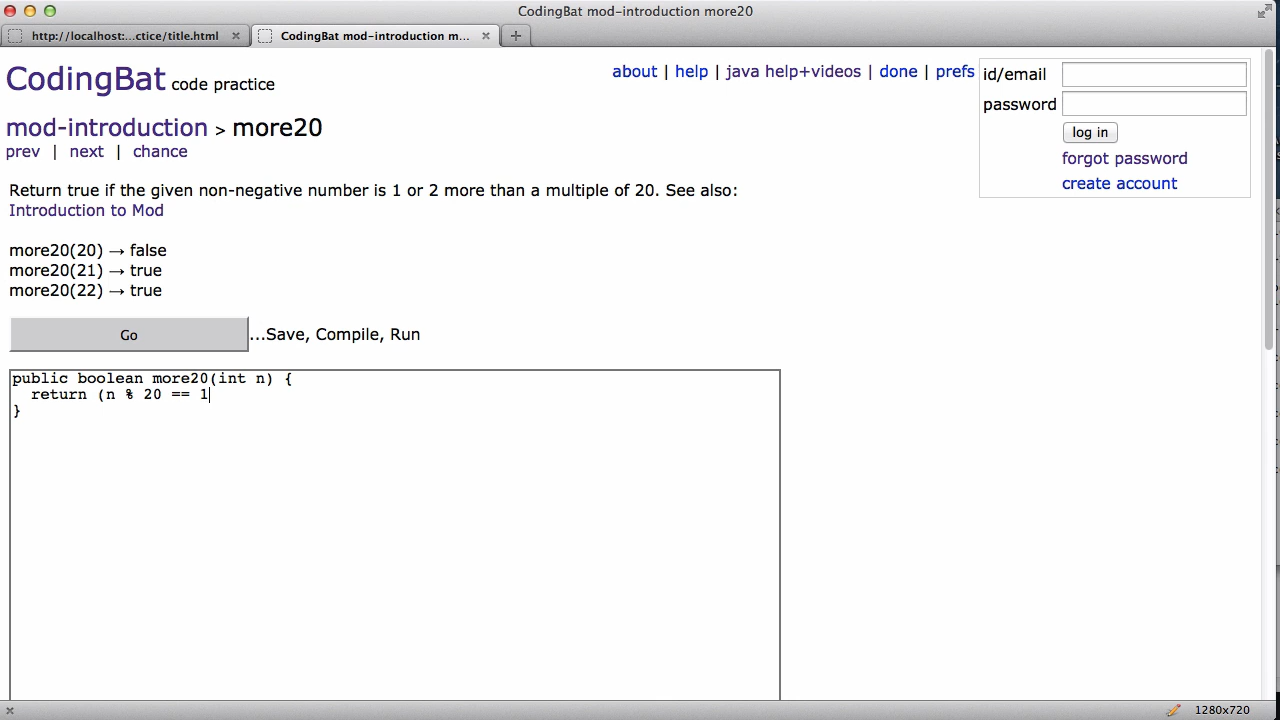 CodingBat mod-introduction more20
http://localhost:...ctice/title.html
CodingBat mod-introduction m...
CodingBat code practice
about | help | java help+videos | done | prefs
id/email
password
log in
forgot password
create account
mod-introduction > more20
prev | next | chance
Return true if the given non-negative number is 1 or 2 more than a multiple of 20. See also:
Introduction to Mod
more20(20) → false
more20(21) → true
more20(22) → true
Go
...Save, Compile, Run
public boolean more20(int n) {
return (n % 20 == 1
}
1280x720